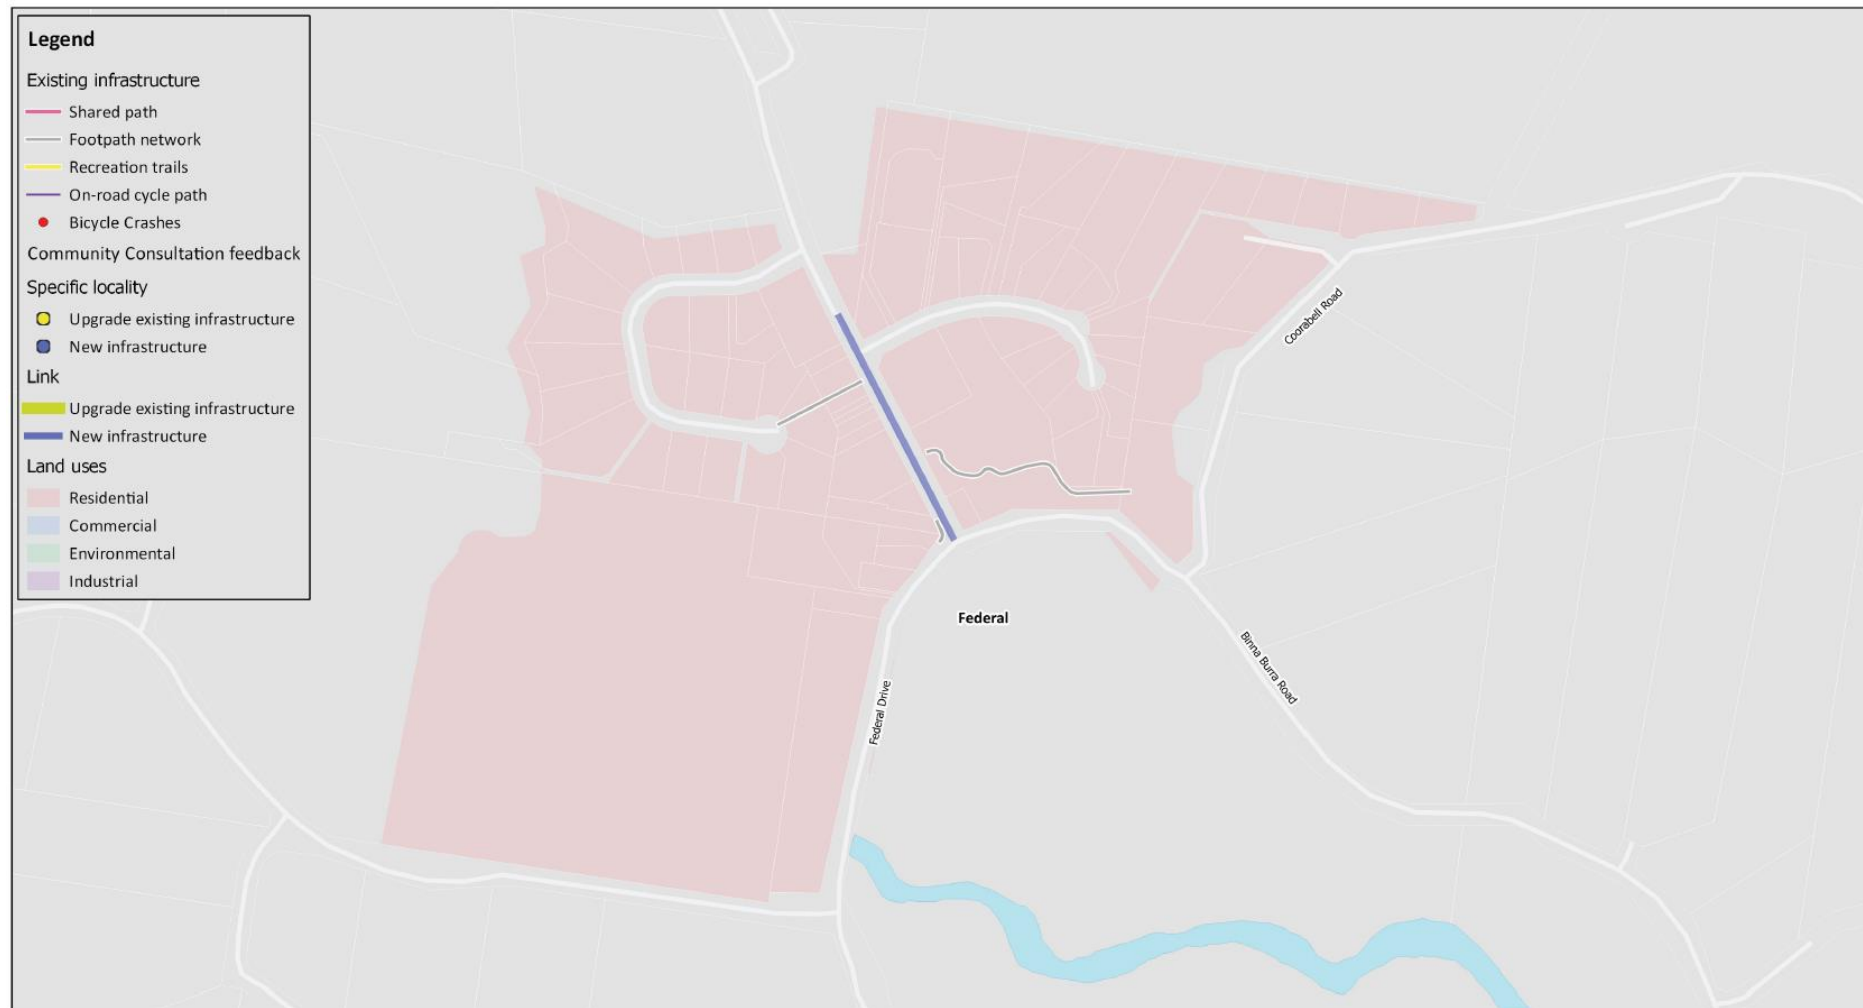 Legend
Existing infrastructure
Shared path
Footpath network
Recreation trails
On-road cycle path
Bicycle Crashes
Community Consultation feedback
Specific locality
Upgrade existing infrastructure
New infrastructure
Link
Upgrade existing infrastructure
New infrastructure
Land uses
Residential
Commercial
Environmental
Industrial
Coorabell Road
Federal
Binna Burra Road
Federal Drive